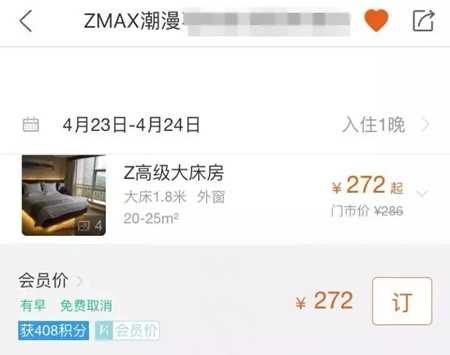 ZMAX潮漫
4月23日-4月24日 入住1晚
Z高级大床房
大床1.8米 外窗
20-25m²
¥272起
门市价 ¥286
4
会员价
有早 免费取消
获408积分 会员价
¥ 272
订